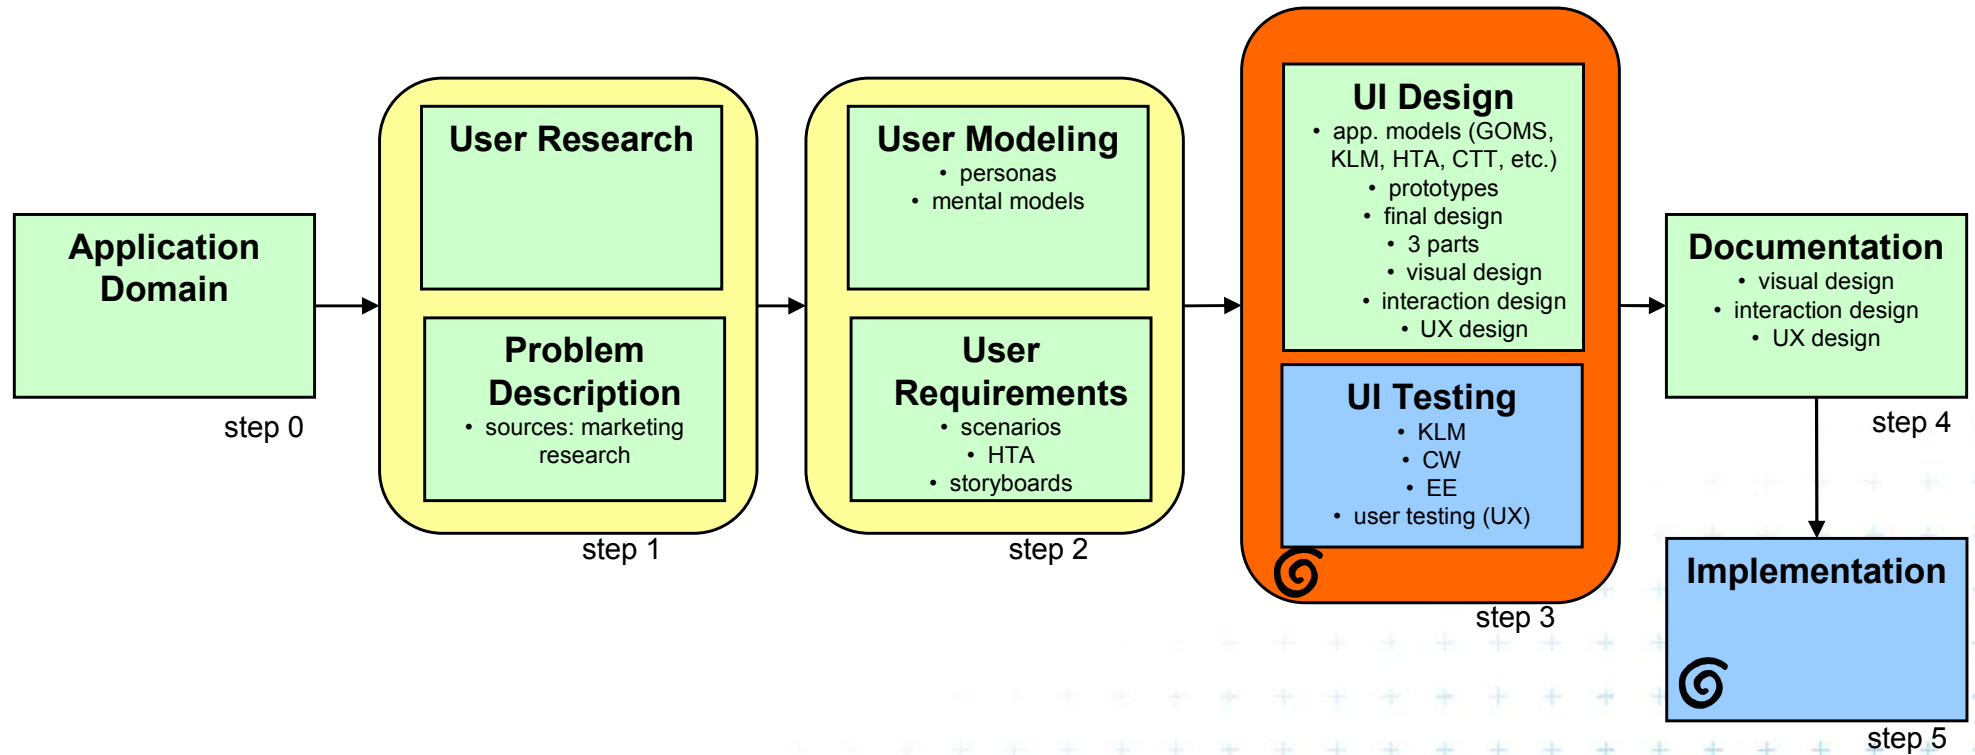 Application
Domain
step 0
User Research
Problem
Description
• sources: marketing
research
step 1
User Modeling
• personas
• mental models
User
Requirements
• scenarios
• HTA
• storyboards
step 2
UI Design
• app. models (GOMS,
KLM, HTA, CTT, etc.)
• prototypes
• final design
• 3 parts
• visual design
• interaction design
• UX design
UI Testing
• KLM
• CW
• EE
• user testing (UX)
step 3
Documentation
• visual design
• interaction design
• UX design
step 4
Implementation
step 5